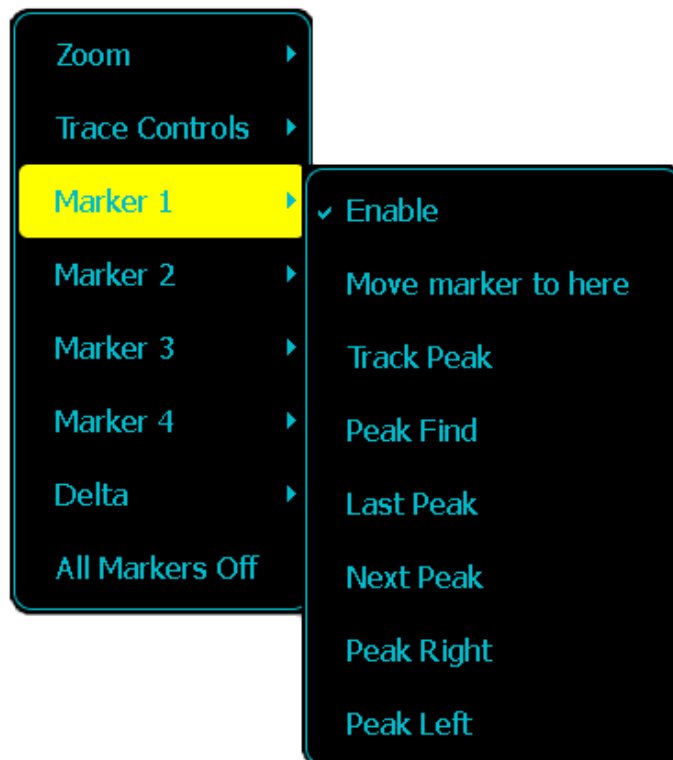 Zoom
Trace Controls
Marker 1
Marker 2
Marker 3
Marker 4
Delta
All Markers Off
Enable
Move marker to here
Track Peak
Peak Find
Last Peak
Next Peak
Peak Right
Peak Left